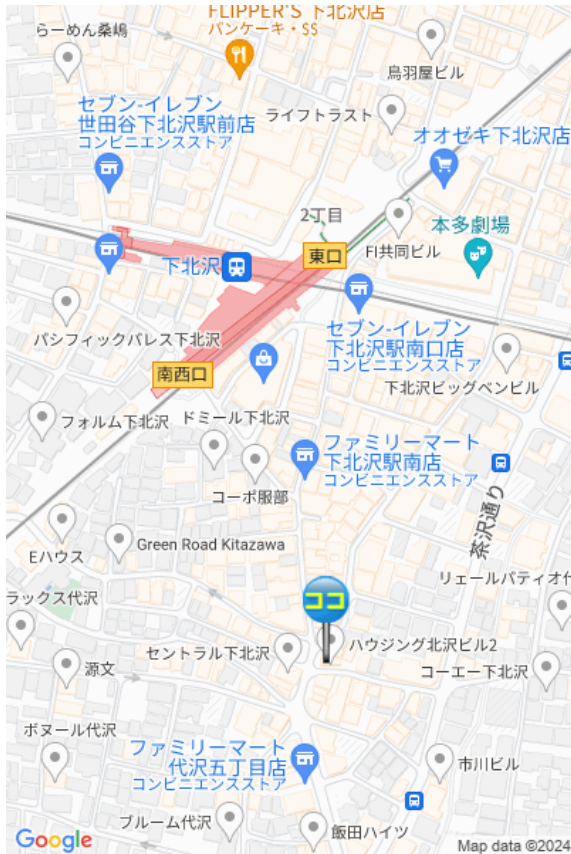 FLIPPER'S 下北沢店
パンケーキ・$$
らーめん桑嶋
鳥羽屋ビル
セブン-イレブン
世田谷下北沢駅前店
コンビニエンスストア
ライフトラスト
オオゼキ下北沢店
2丁目
本多劇場
東口
FI共同ビル
下北沢
パシフィックパレス下北沢
セブン-イレブン
下北沢駅南口店
コンビニエンスストア
南西口
下北沢ビッグベンビル
フォルム下北沢
ドミール下北沢
ファミリーマート
下北沢駅南店
コンビニエンスストア
コーポ服部
茶沢通り
Eハウス
Green Road Kitazawa
リェールパティオ代
ラックス代沢
ココ
ハウジング北沢ビル2
セントラル下北沢
コーエー下北沢
源文
ボヌール代沢
ファミリーマート
代沢五丁目店
コンビニエンスストア
市川ビル
ブルーム代沢
飯田ハイツ
Google
Map data ©2024